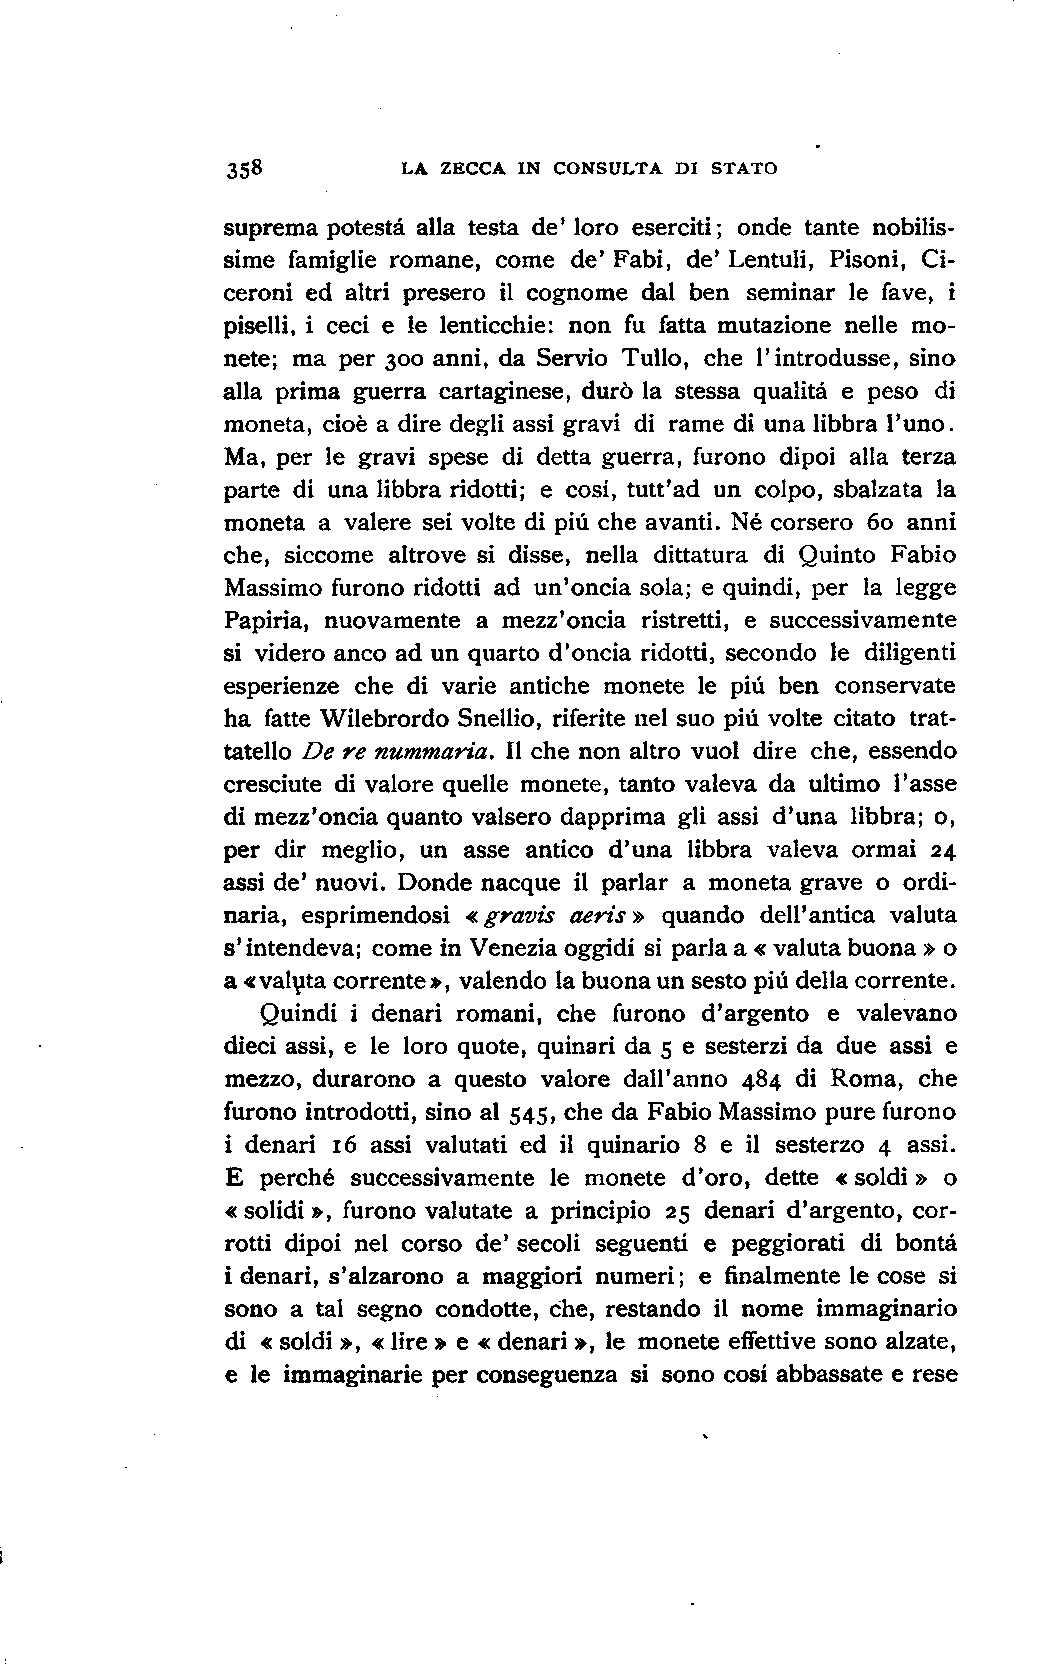 358 LA ZECCA IN CONSULTA DI STATO
suprema potestá alla testa de' loro eserciti; onde tante nobilis-
sime famiglie romane, come de' Fabi, de' Lentuli, Pisoni, Ci-
ceroni ed altri presero il cognome dal ben seminar le fave, i
piselli, i ceci e le lenticchie: non fu fatta mutazione nelle mo-
nete; ma per 300 anni, da Servio Tullo, che l'introdusse, sino
alla prima guerra cartaginese, durò la stessa qualitá e peso di
moneta, cioè a dire degli assi gravi di rame di una libbra l'uno.
Ma, per le gravi spese di detta guerra, furono dipoi alla terza
parte di una libbra ridotti; e cosí, tutt'ad un colpo, sbalzata la
moneta a valere sei volte di piú che avanti. Né corsero 60 anni
che, siccome altrove si disse, nella dittatura di Quinto Fabio
Massimo furono ridotti ad un'oncia sola; e quindi, per la legge
Papiria, nuovamente a mezz'oncia ristretti, e successivamente
si videro anco ad un quarto d'oncia ridotti, secondo le diligenti
esperienze che di varie antiche monete le piú ben conservate
ha fatte Wilebrordo Snellio, riferite nel suo piú volte citato trat-
tatello De re nummaria. Il che non altro vuol dire che, essendo
cresciute di valore quelle monete, tanto valeva da ultimo l'asse
di mezz'oncia quanto valsero dapprima gli assi d'una libbra; o,
per dir meglio, un asse antico d'una libbra valeva ormai 24
assi de' nuovi. Donde nacque il parlar a moneta grave o ordi-
naria, esprimendosi « gravis aeris » quando dell'antica valuta
s'intendeva; come in Venezia oggidí si parla a « valuta buona » o
a « valuta corrente », valendo la buona un sesto piú della corrente.
Quindi i denari romani, che furono d'argento e valevano
dieci assi, e le loro quote, quinari da 5 e sesterzi da due assi e
mezzo, durarono a questo valore dall'anno 484 di Roma, che
furono introdotti, sino al 545, che da Fabio Massimo pure furono
i denari 16 assi valutati ed il quinario 8 e il sesterzo 4 assi.
E perché successivamente le monete d'oro, dette « soldi » o
« solidi », furono valutate a principio 25 denari d'argento, cor-
rotti dipoi nel corso de' secoli seguenti e peggiorati di bontá
i denari, s'alzarono a maggiori numeri; e finalmente le cose si
sono a tal segno condotte, che, restando il nome immaginario
di « soldi », « lire » e « denari », le monete effettive sono alzate,
e le immaginarie per conseguenza si sono cosí abbassate e rese